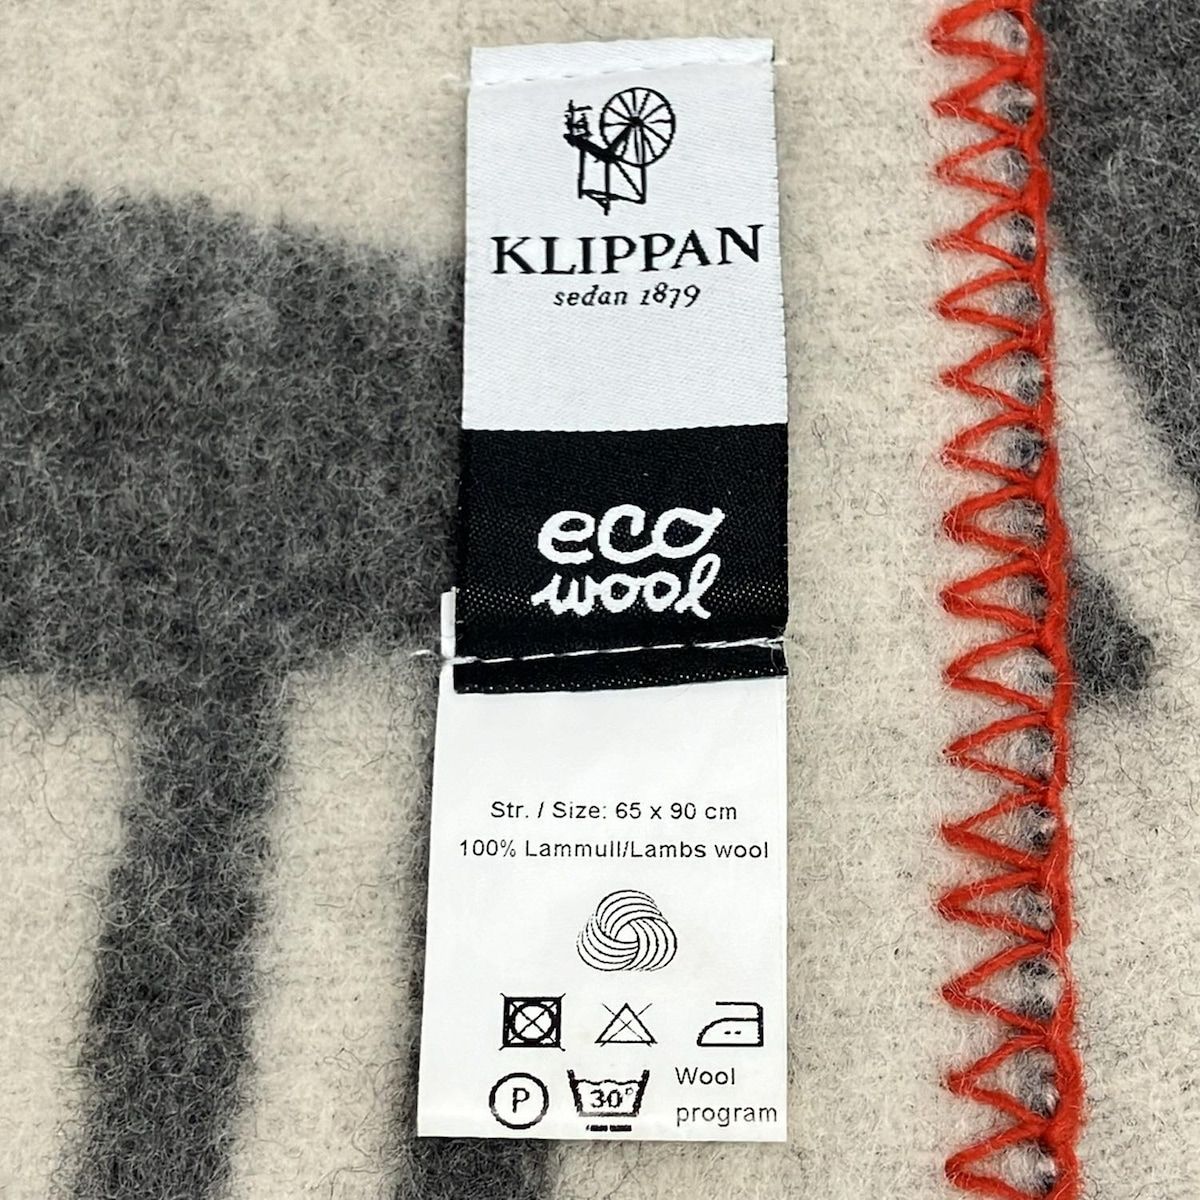 KLIPPAN
sedan 1879
eco
wool
Str. / Size: 65 x 90 cm
100% Lammull/Lambs wool
P
30°
Wool
program